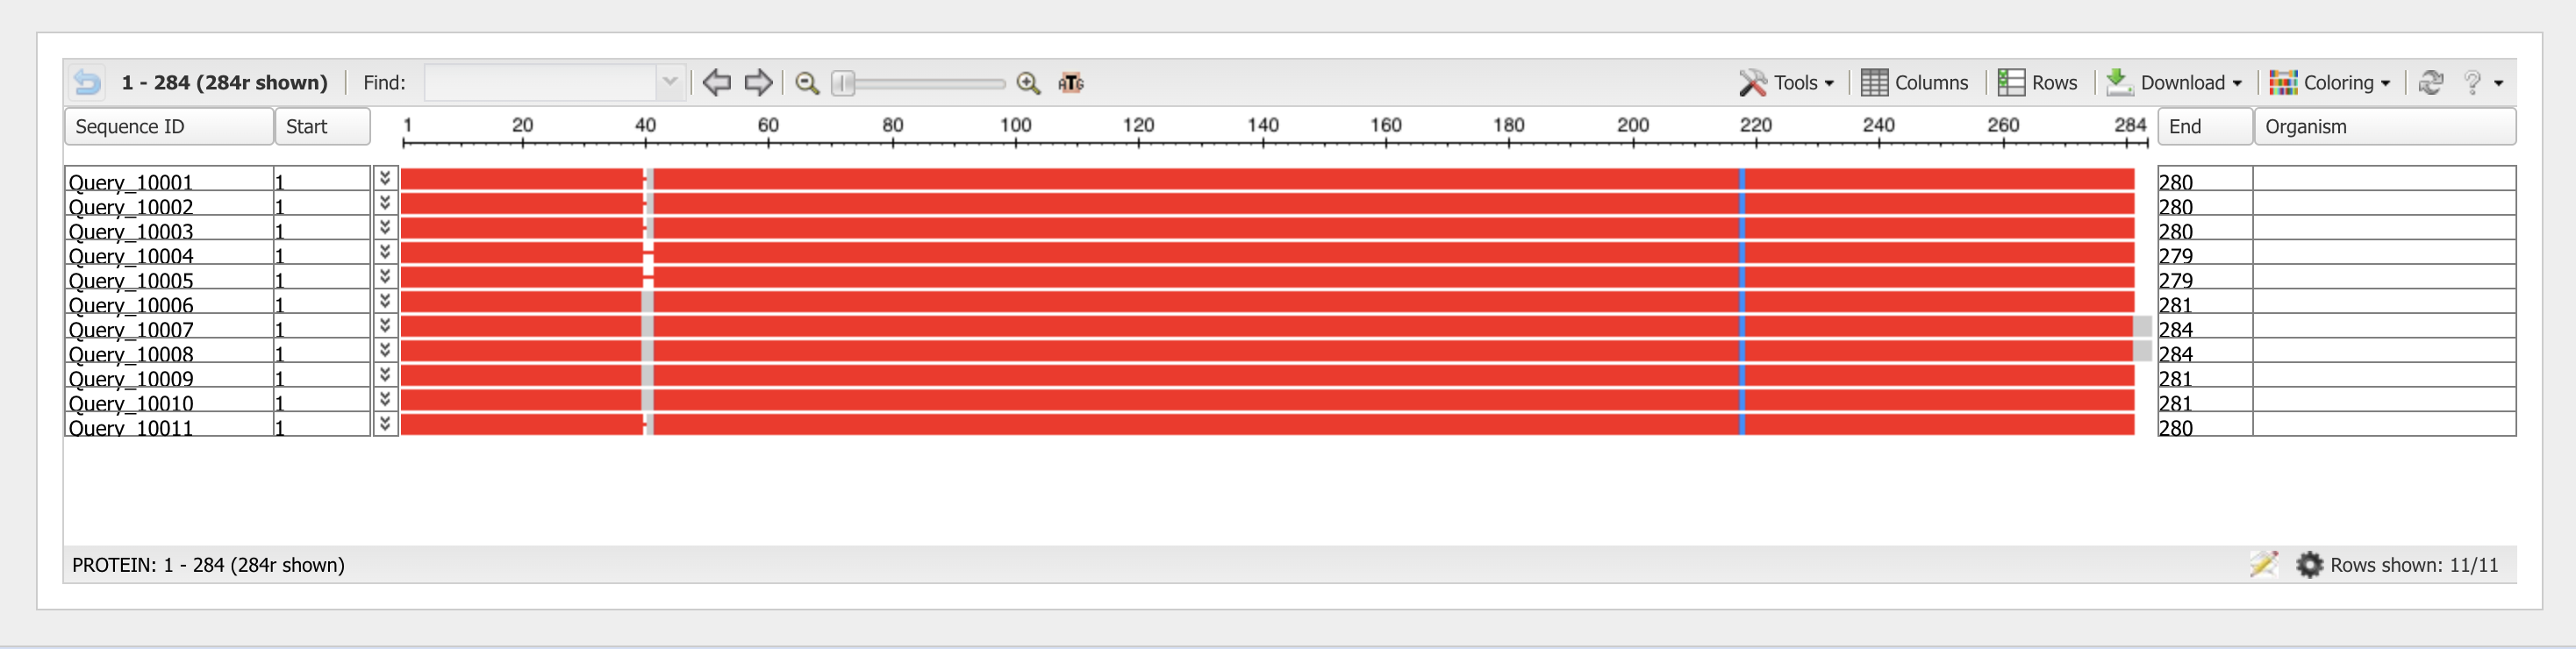 1 - 284 (284r shown) Find: ATG Tools Columns Rows Download Coloring ?
Sequence ID Start 1 20 40 60 80 100 120 140 160 180 200 220 240 260 284 End Organism
Query_10001 1 280
Query_10002 1 280
Query_10003 1 280
Query_10004 1 279
Query_10005 1 279
Query_10006 1 281
Query_10007 1 284
Query_10008 1 284
Query_10009 1 281
Query_10010 1 281
Query_10011 1 280
PROTEIN: 1 - 284 (284r shown) Rows shown: 11/11